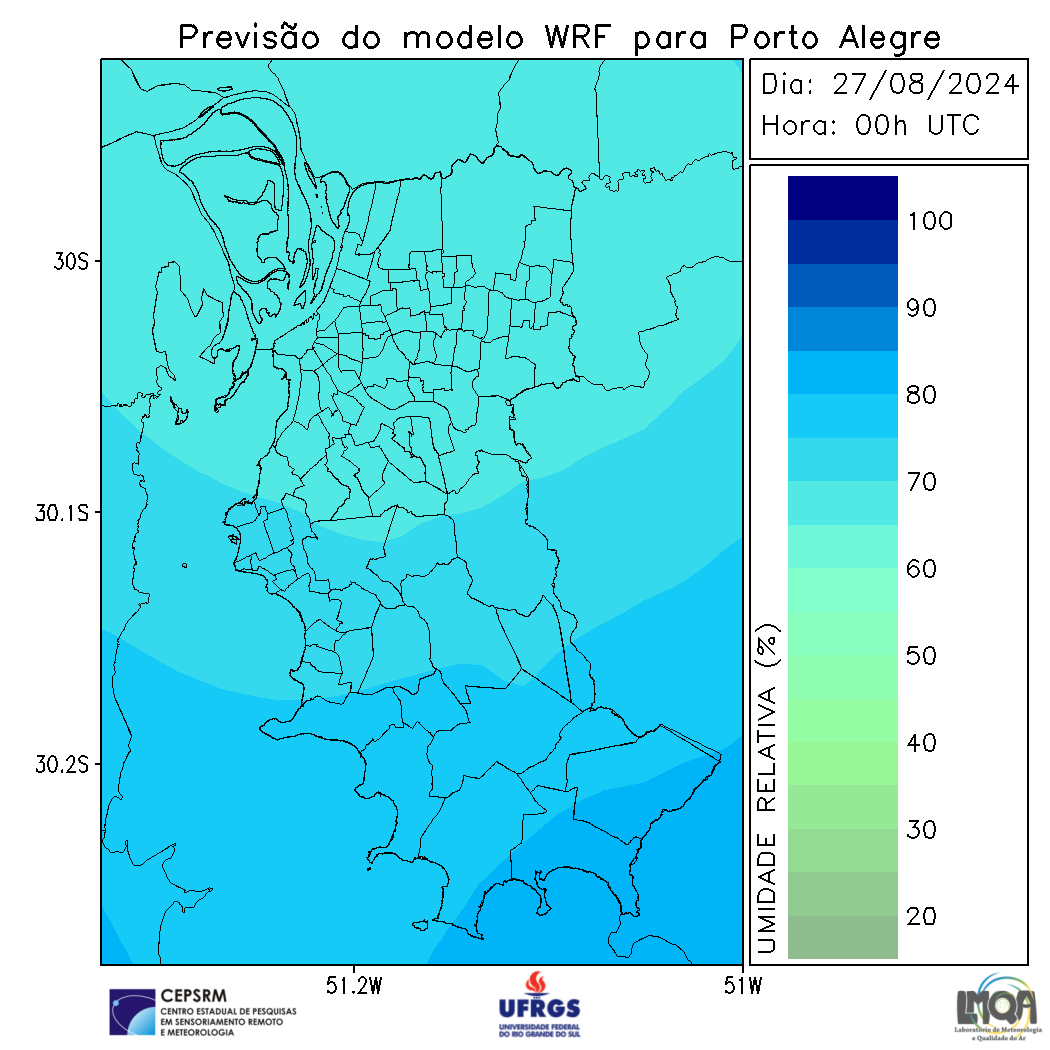 Previsão do modelo WRF para Porto Alegre
Dia: 27/08/2024
Hora: 00h UTC
30S
30.1S
30.2S
51.2W
51W
100
90
80
70
60
50
40
30
20
UMIDADE RELATIVA (%)
CEPSRM
CENTRO ESTADUAL DE PESQUISAS
EM SENSORIAMENTO REMOTO
E METEOROLOGIA
UFRGS
UNIVERSIDADE FEDERAL
DO RIO GRANDE DO SUL
LMQA
Laboratório de Meteorologia
e Qualidade do Ar